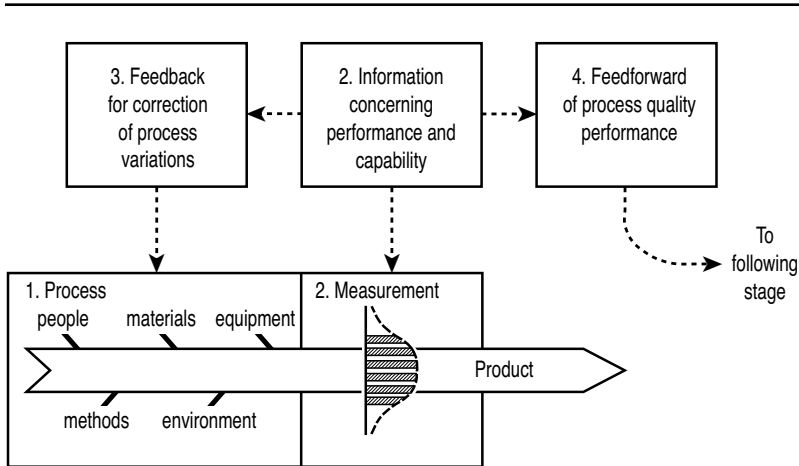 3. Feedback
for correction
of process
variations
2. Information
concerning
performance and
capability
4. Feedforward
of process quality
performance
To
following
stage
1. Process
people
materials
equipment
methods
environment
2. Measurement
Product